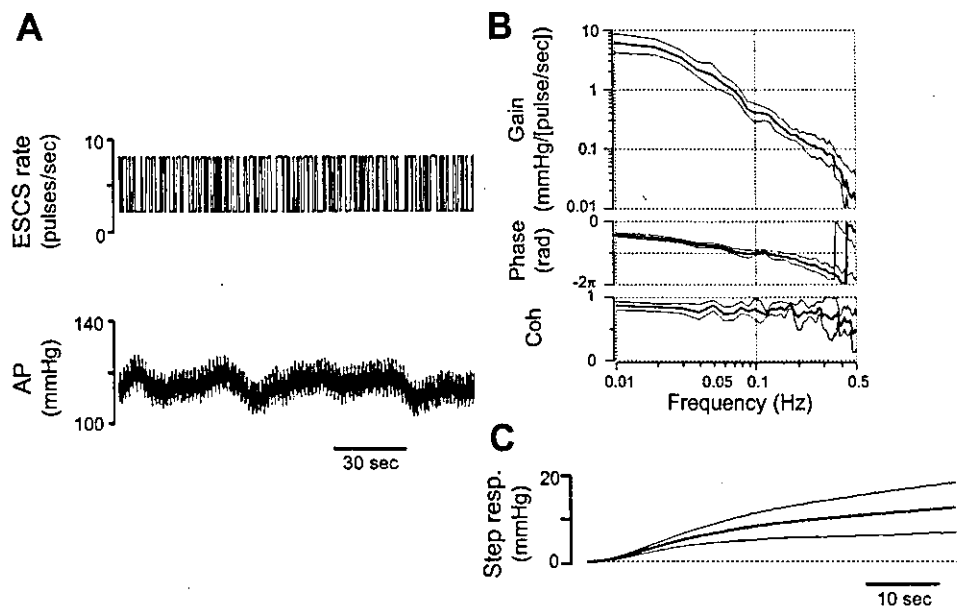 A
10
0
ESCS rate
(pulses/sec)
140
100
AP
(mmHg)
30 sec
B
10
1
0.1
0.01
Gain
(mmHg/[pulse/sec])
0
-2π
Phase
(rad)
1
0
Coh
0.01
0.05
0.1
0.5
Frequency (Hz)
C
20
0
Step resp.
(mmHg)
10 sec